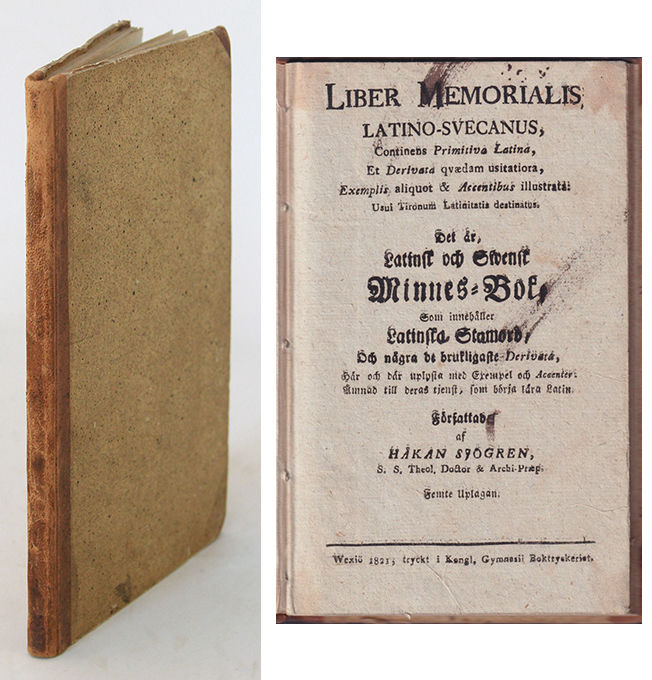 LIBER MEMORIALIS
LATINO-SVECANUS,
Continens Primitiva Latina,
Et Derivata qvædam usitatiora,
Exemplis aliquot & Accentibus illustrata:
Usui Tironum Latinitatis destinatus.
Det är,
Latinsk och Swensk
Minnes-Bok,
Som innehåller
Latinska Stamord,
Och några de brukligaste Derivata,
Här och där uplysta med Exempel och Accenter:
Ämnad till deras tjenst, som börja lära Latin.
Författad
af
HÅKAN SJÖGREN,
S. S. Theol. Doctor & Archi-Præp.
Femte Uplagan.
Wexiö 1821, tryckt i Kongl. Gymnasii Boktryckeriet.